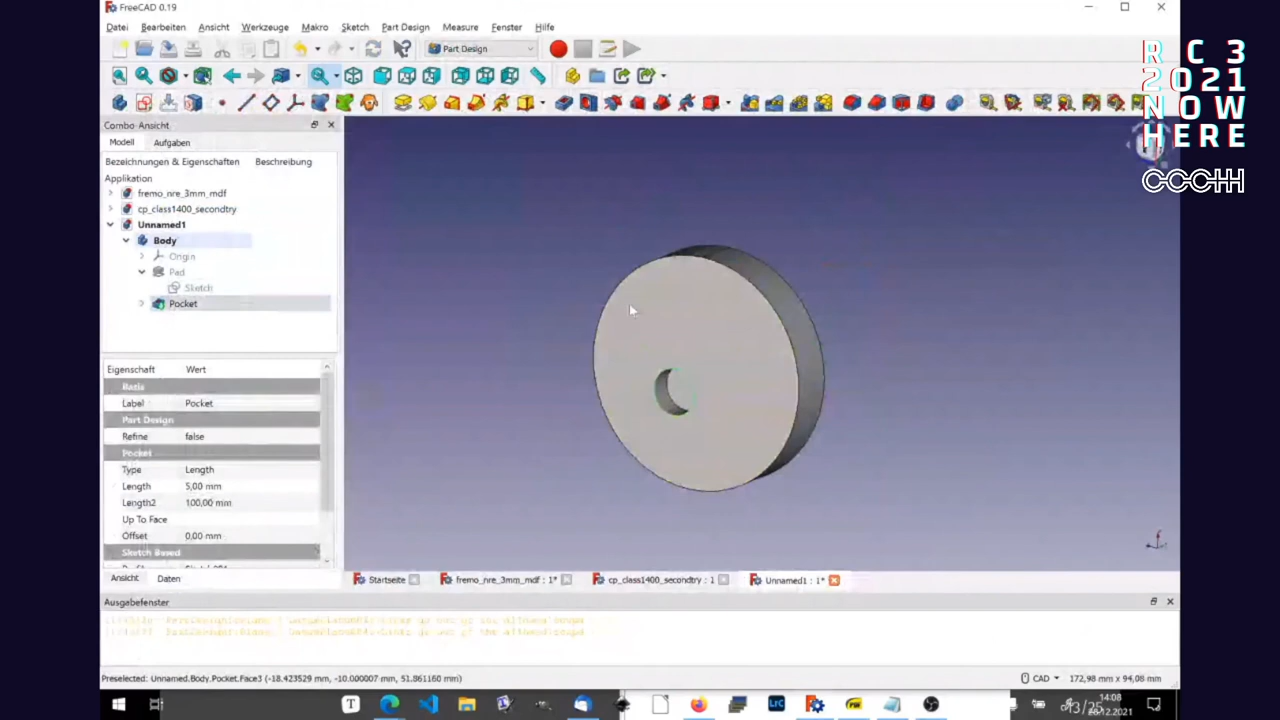 FreeCAD 0.19
Datei Bearbeiten Ansicht Werkzeuge Makro Sketch Part Design Measure Fenster Hilfe
Part Design
R C 3
2021
NOW
HERE
CCCHH
Combo-Ansicht
Modell Aufgaben
Bezeichnungen & Eigenschaften Beschreibung
Applikation
fremo_nre_3mm_mdf
cp_class1400_secondtry
Unnamed1
Body
Origin
Pad
Sketch
Pocket
Eigenschaft Wert
Basis
Label Pocket
Part Design
Refine false
Pocket
Type Length
Length 5,00 mm
Length2 100,00 mm
Up To Face
Offset 0,00 mm
Sketch Based
Ansicht Daten
Startseite fremo_nre_3mm_mdf : 1* cp_class1400_secondtry : 1 Unnamed1 : 1*
Ausgabefenster
Preselected: Unnamed.Body.Pocket.Face3 (-18.423529 mm, -10.000007 mm, 51.861160 mm)
CAD 172,98 mm x 94,08 mm
14:08
3/25
.12.2021